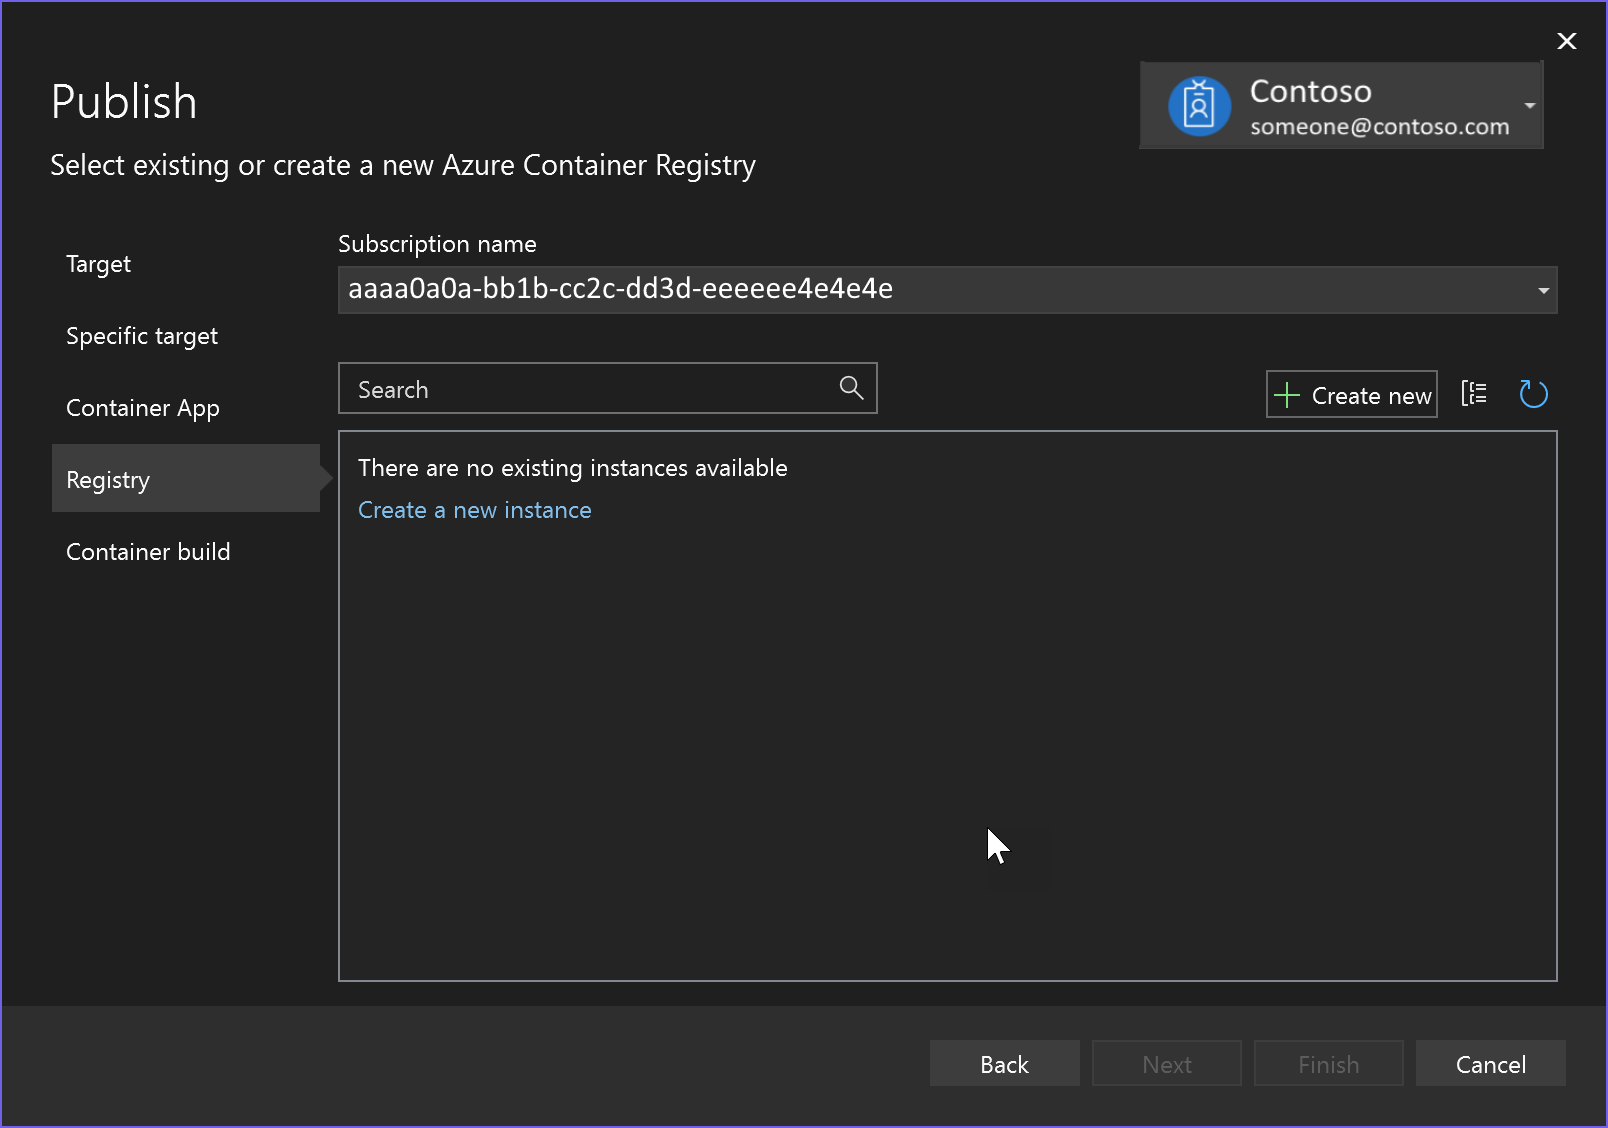 Publish
Contoso
someone@contoso.com
Select existing or create a new Azure Container Registry
Target
Specific target
Container App
Registry
Container build
Subscription name
aaaa0a0a-bb1b-cc2c-dd3d-eeeeee4e4e4e
Search
Create new
There are no existing instances available
Create a new instance
Back
Next
Finish
Cancel